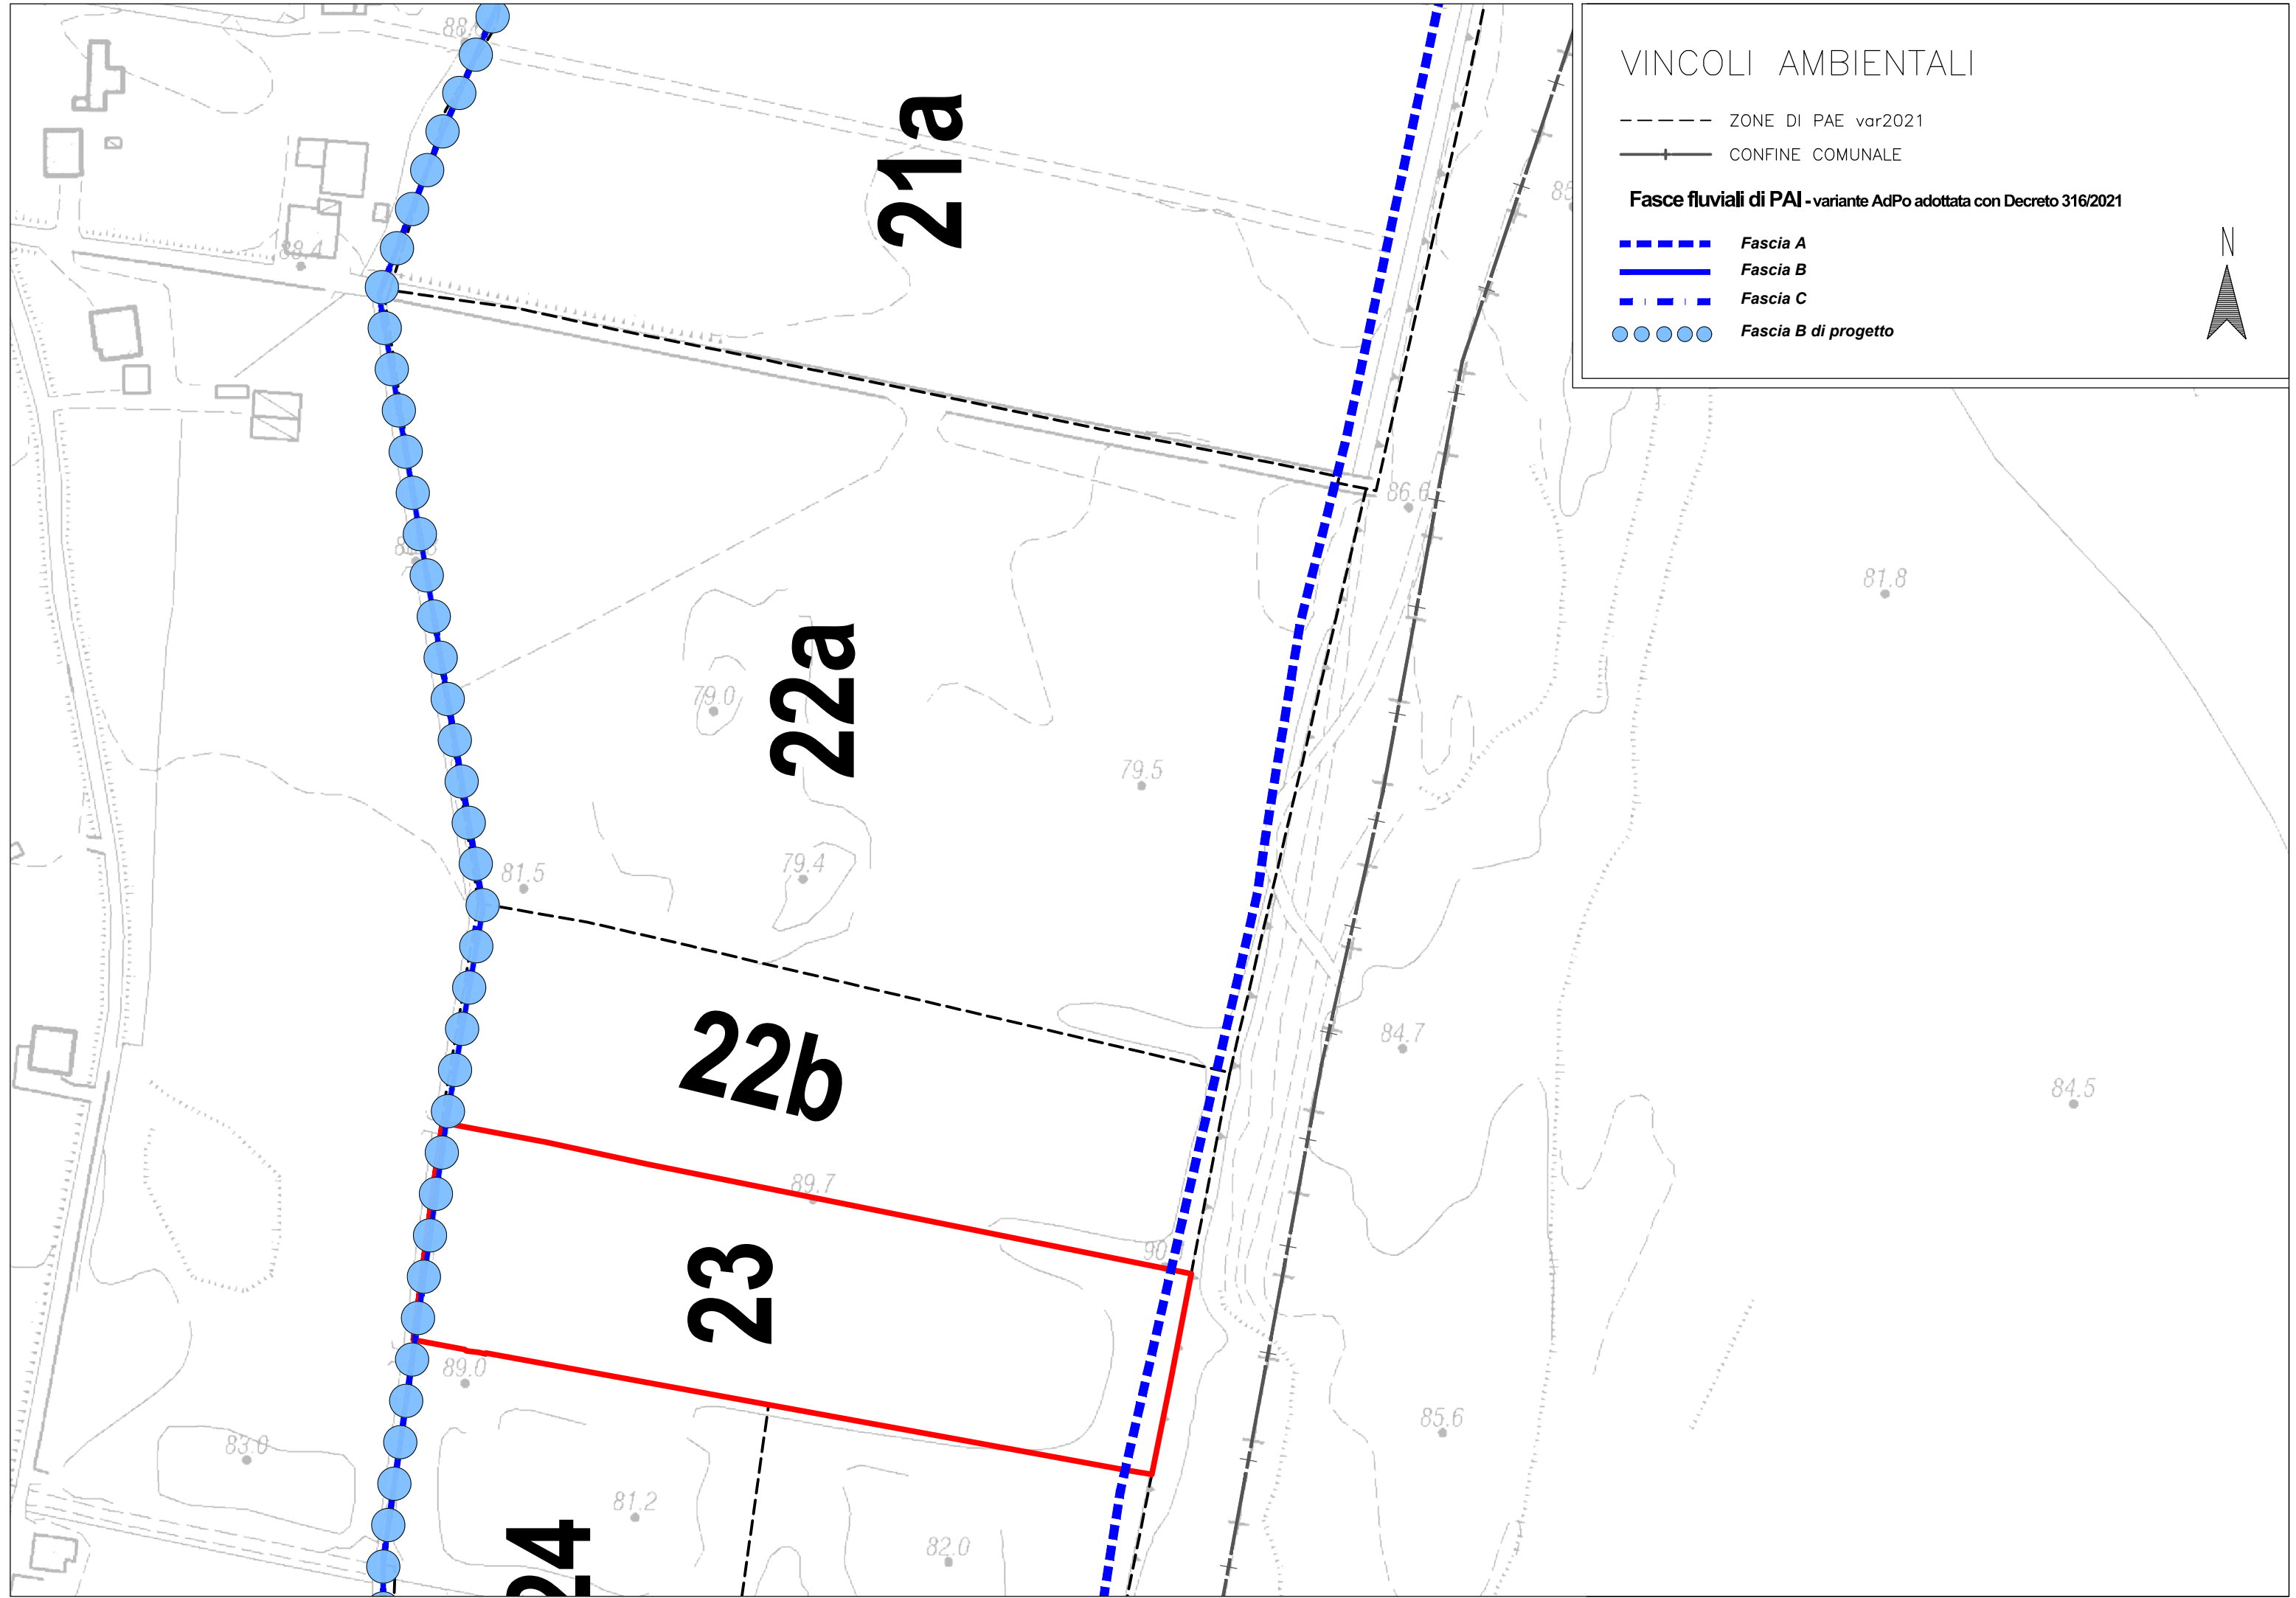 VINCOLI AMBIENTALI
ZONE DI PAE var2021
CONFINE COMUNALE
Fasce fluviali di PAI - variante AdPo adottata con Decreto 316/2021
Fascia A
Fascia B
Fascia C
Fascia B di progetto
N
21a
88.4
86.6
81.8
22a
79.0
79.5
79.4
81.5
22b
84.7
84.5
89.7
23
89.0
85.6
83.0
81.2
82.0
24